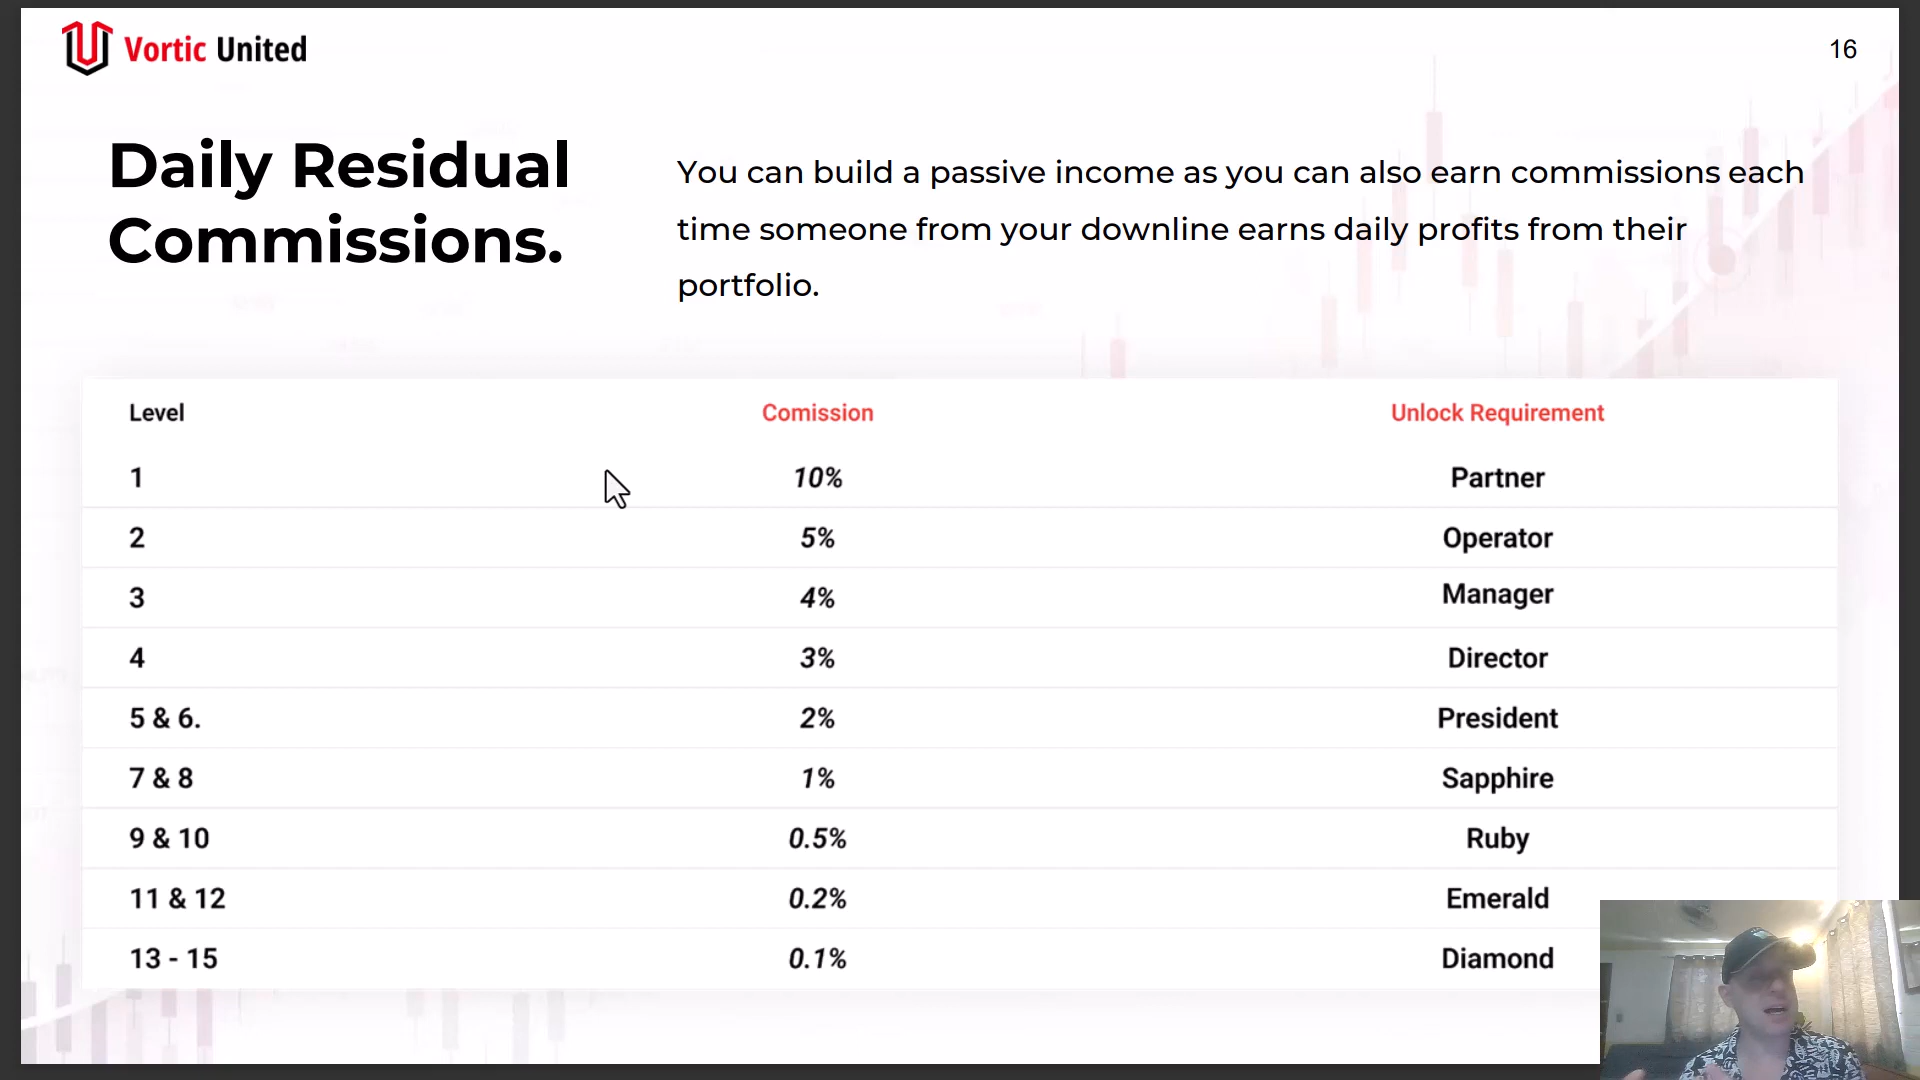 Vortic United
16
Daily Residual
Commissions.
You can build a passive income as you can also earn commissions each
time someone from your downline earns daily profits from their
portfolio.
Level Comission Unlock Requirement
1 10% Partner
2 5% Operator
3 4% Manager
4 3% Director
5 & 6. 2% President
7 & 8 1% Sapphire
9 & 10 0.5% Ruby
11 & 12 0.2% Emerald
13 - 15 0.1% Diamond